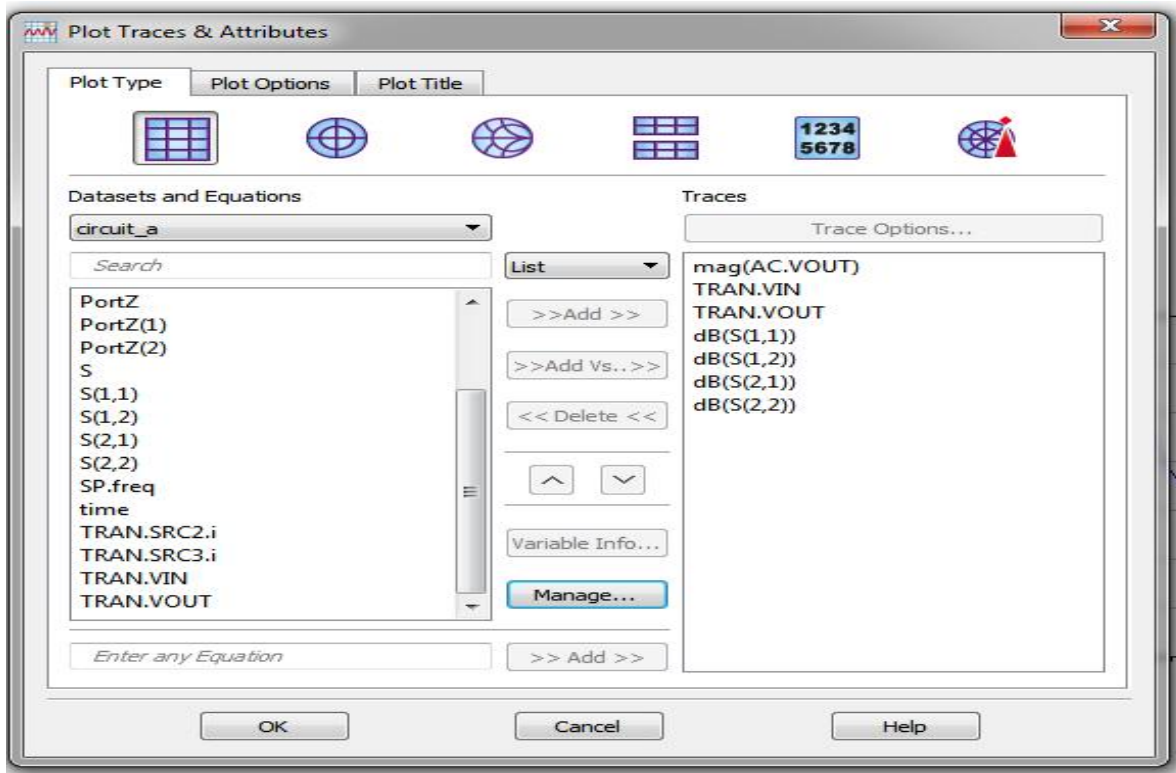 Plot Traces & Attributes
Plot Type
Plot Options
Plot Title
1234
5678
Datasets and Equations
circuit_a
Search
PortZ
PortZ(1)
PortZ(2)
S
S(1,1)
S(1,2)
S(2,1)
S(2,2)
SP.freq
time
TRAN.SRC2.i
TRAN.SRC3.i
TRAN.VIN
TRAN.VOUT
Enter any Equation
List
>>Add >>
>>Add Vs..>>
<< Delete <<
Variable Info...
Manage...
>> Add >>
Traces
Trace Options...
mag(AC.VOUT)
TRAN.VIN
TRAN.VOUT
dB(S(1,1))
dB(S(1,2))
dB(S(2,1))
dB(S(2,2))
OK
Cancel
Help